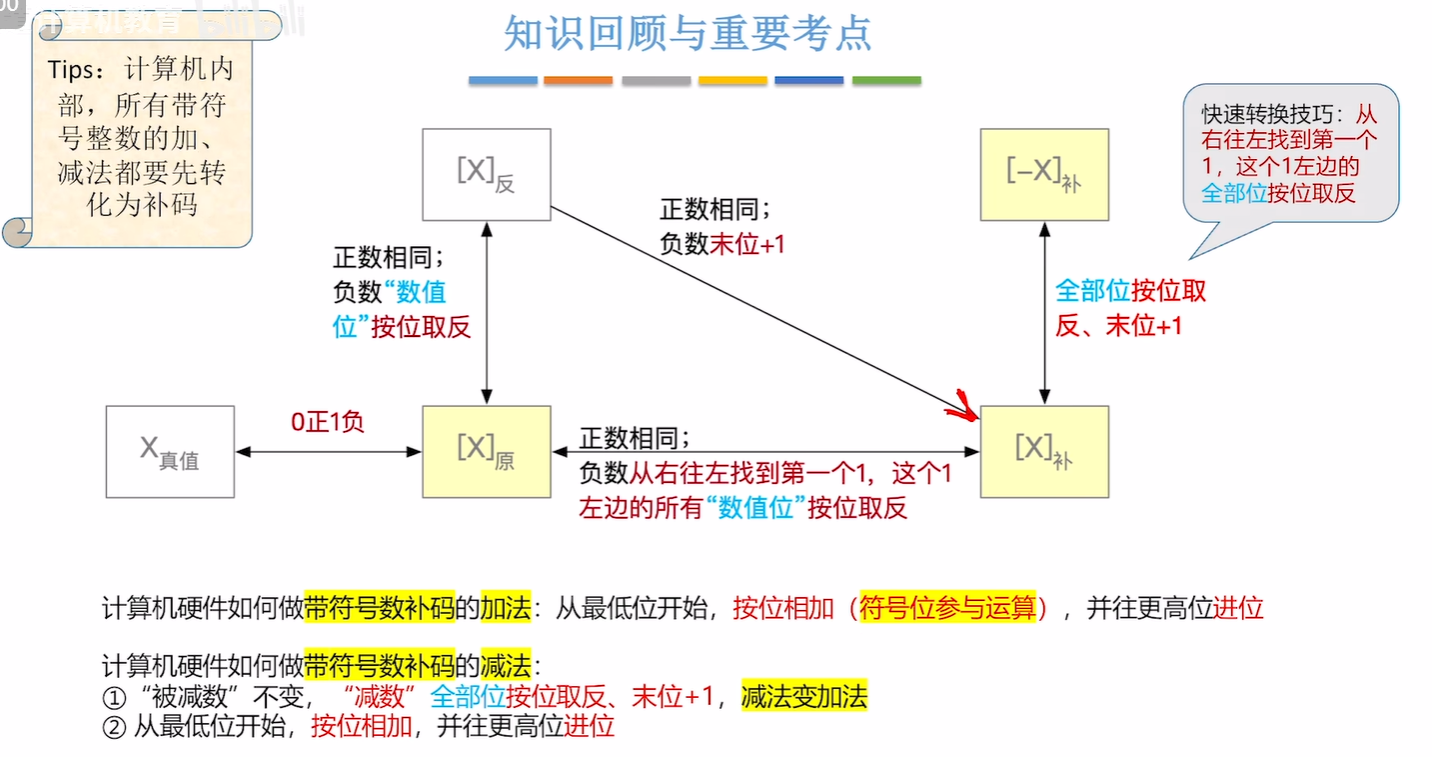 00
计算机教育
bilibili
知识回顾与重要考点
Tips：计算机内
部，所有带符
号整数的加、
减法都要先转
化为补码
快速转换技巧：从
右往左找到第一个
1，这个1左边的
全部位按位取反
[X]反
[−X]补
正数相同；
负数末位+1
正数相同；
负数“数值
位”按位取反
全部位按位取
反、末位+1
X真值
0正1负
[X]原
正数相同；
负数从右往左找到第一个1，这个1
左边的所有“数值位”按位取反
[X]补
计算机硬件如何做带符号数补码的加法：从最低位开始，按位相加（符号位参与运算），并往更高位进位
计算机硬件如何做带符号数补码的减法：
①“被减数”不变，“减数”全部位按位取反、末位+1，减法变加法
② 从最低位开始，按位相加，并往更高位进位